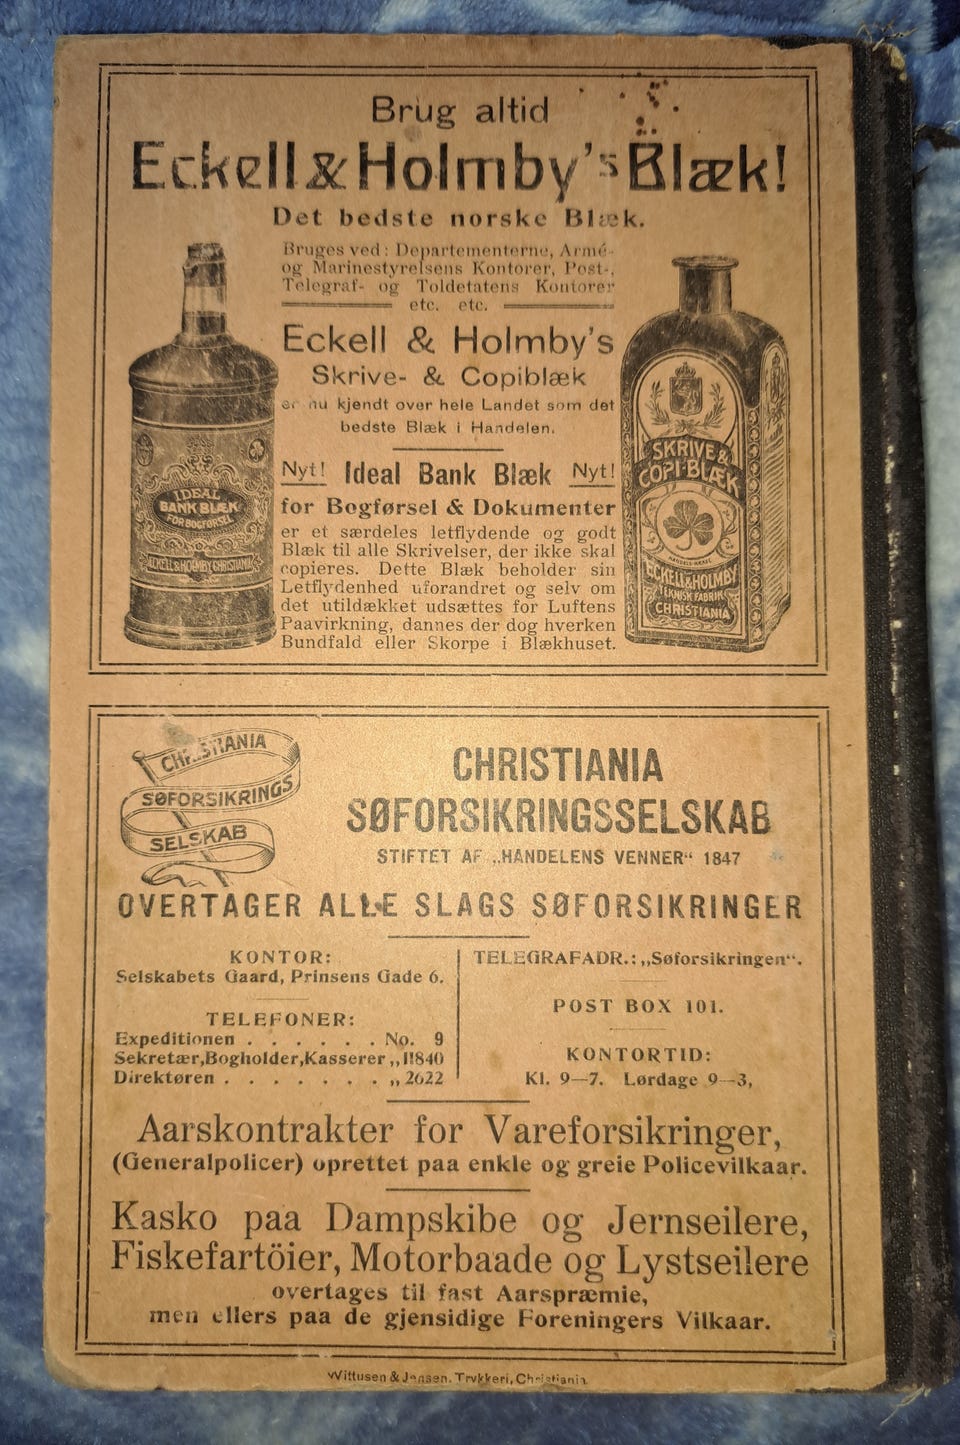 Brug altid
Eckell & Holmby's Blæk!
Det bedste norske Blæk.
Bruges ved: Departementerne, Armé-
og Marinestyrelsens Kontorer, Post-,
Telegraf- og Toldetatens Kontorer
etc. etc.
Eckell & Holmby's
Skrive- & Copiblæk
er nu kjendt over hele Landet som det
bedste Blæk i Handelen.
Nyt! Ideal Bank Blæk Nyt!
for Bogførsel & Dokumenter
er et særdeles letflydende og godt
Blæk til alle Skrivelser, der ikke skal
copieres. Dette Blæk beholder sin
Letflydenhed uforandret og selv om
det utildækket udsættes for Luftens
Paavirkning, dannes der dog hverken
Bundfald eller Skorpe i Blækhuset.
IDEAL
BANK BLÆK
FOR BOGFØRSEL
ECKELL & HOLMBY CHRISTIANIA
SKRIVE &
COPI-BLÆK
HANDELS-MÆRKE
ECKELL & HOLMBY
TEKNISK FABRIK
CHRISTIANIA
CHRISTIANIA
SØFORSIKRINGS
SELSKAB
CHRISTIANIA
SØFORSIKRINGSSELSKAB
STIFTET AF „HANDELENS VENNER“ 1847
OVERTAGER ALLE SLAGS SØFORSIKRINGER
KONTOR:
Selskabets Gaard, Prinsens Gade 6.
TELEFONER:
Expeditionen . . . . . . No. 9
Sekretær,Bogholder,Kasserer „ 11840
Direktøren . . . . . . . „ 2622
TELEGRAFADR.: „Søforsikringen“.
POST BOX 101.
KONTORTID:
Kl. 9—7. Lørdage 9—3,
Aarskontrakter for Vareforsikringer,
(Generalpolicer) oprettet paa enkle og greie Policevilkaar.
Kasko paa Dampskibe og Jernseilere,
Fiskefartöier, Motorbaade og Lystseilere
overtages til fast Aarspræmie,
men ellers paa de gjensidige Foreningers Vilkaar.
Wittusen & Jensen, Trykkeri, Christiania.